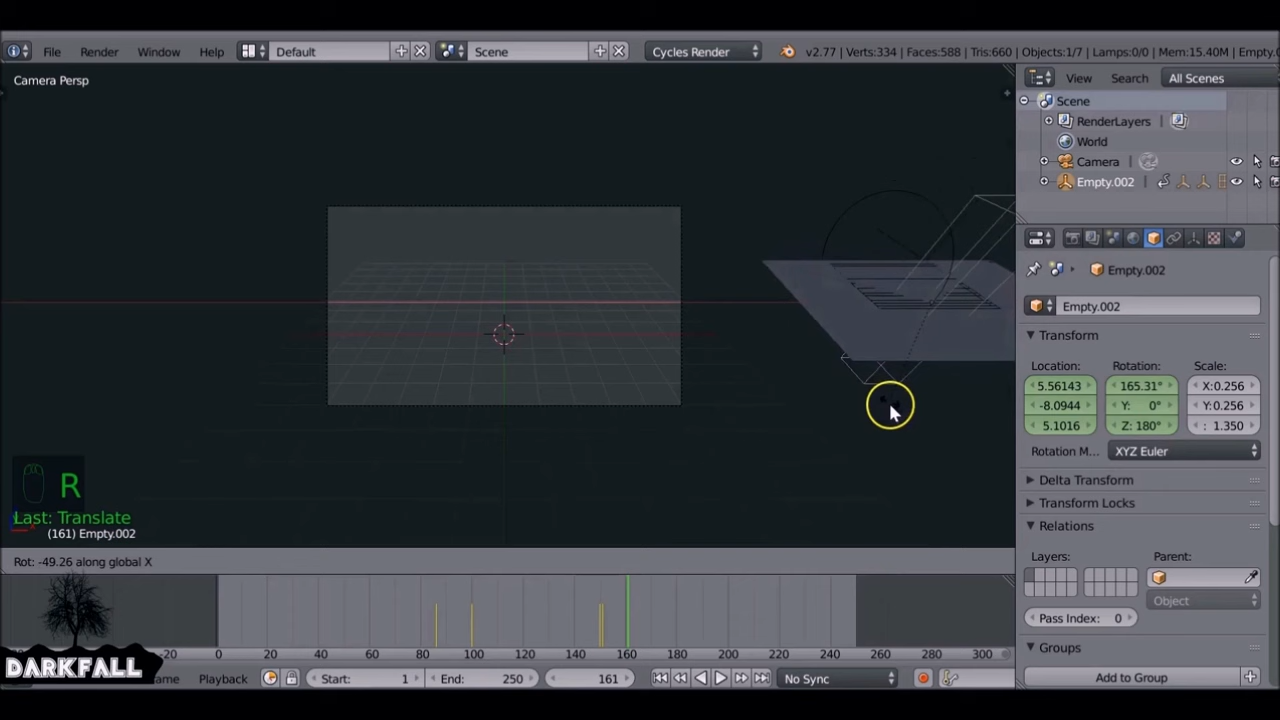 File Render Window Help Default Scene Cycles Render v2.77 | Verts:334 | Faces:588 | Tris:660 | Objects:1/7 | Lamps:0/0 | Mem:15.40M | Empty.0
Camera Persp
View Search All Scenes
Scene
RenderLayers
World
Camera
Empty.002
Empty.002
Empty.002
Transform
Location: Rotation: Scale:
5.56143 165.31° X:0.256
-8.0944 Y: 0° Y:0.256
5.1016 Z: 180° : 1.350
Rotation M... XYZ Euler
Delta Transform
Transform Locks
Relations
Layers: Parent:
Object
Pass Index: 0
Groups
Add to Group
R
Last: Translate
(161) Empty.002
Rot: -49.26 along global X
-20 0 20 40 60 80 100 120 140 160 180 200 220 240 260 280 300
DARKFALL
ame Playback Start: 1 End: 250 161 No Sync